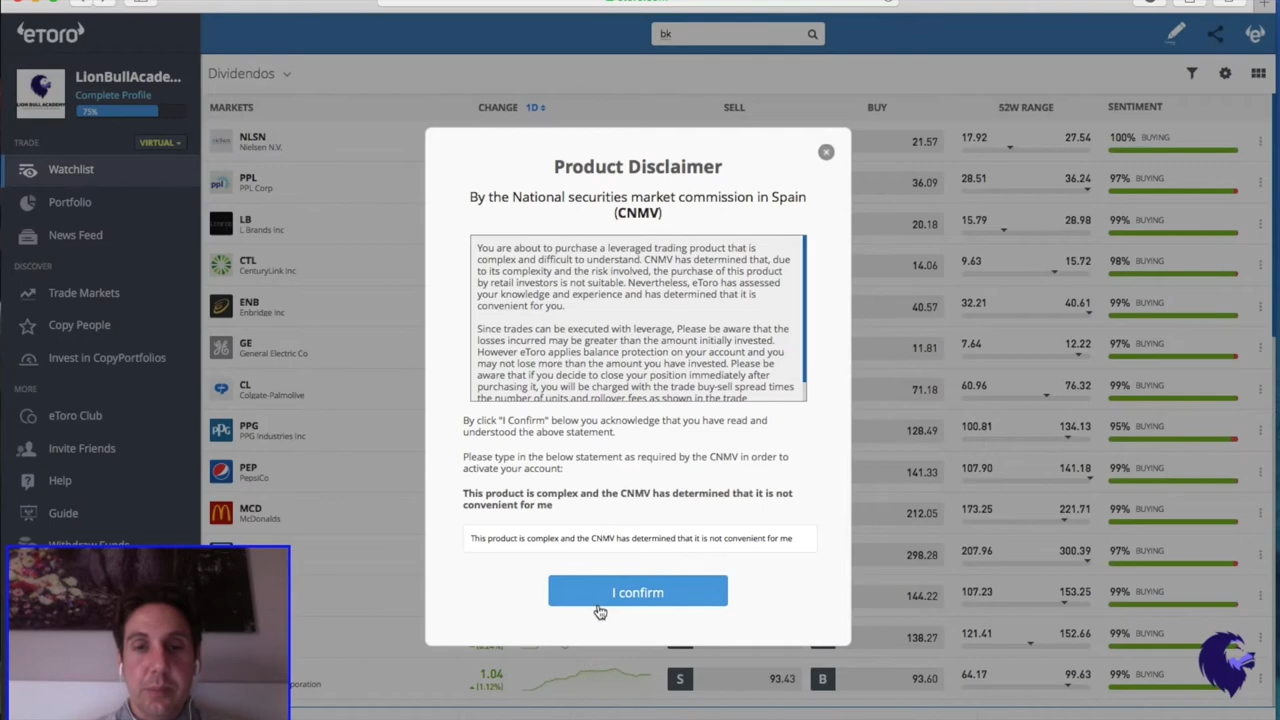 etoro.com
eTORO
bk
LionBullAcade...
Complete Profile
75%
TRADE
VIRTUAL
Watchlist
Portfolio
News Feed
DISCOVER
Trade Markets
Copy People
Invest in CopyPortfolios
MORE
eToro Club
Invite Friends
Help
Guide
Withdraw Funds
Dividendos
MARKETS CHANGE 1D SELL BUY 52W RANGE SENTIMENT
NLSN 21.57 17.92 27.54 100% BUYING
Nielsen N.V.
PPL 36.09 28.51 36.24 97% BUYING
PPL Corp
LB 20.18 15.79 28.98 99% BUYING
L Brands Inc
CTL 14.06 9.63 15.72 98% BUYING
CenturyLink Inc
ENB 40.57 32.21 40.61 99% BUYING
Enbridge Inc
GE 11.81 7.64 12.22 97% BUYING
General Electric Co
CL 71.18 60.96 76.32 99% BUYING
Colgate-Palmolive
PPG 128.49 100.81 134.13 95% BUYING
PPG Industries Inc
PEP 141.33 107.90 141.18 99% BUYING
PepsiCo
MCD 212.05 173.25 221.71 99% BUYING
McDonalds
298.28 207.96 300.39 97% BUYING
144.22 107.23 153.25 99% BUYING
138.27 121.41 152.66 99% BUYING
1.04 S 93.43 B 93.60 64.17 99.63 99% BUYING
(1.12%)
Product Disclaimer
By the National securities market commission in Spain
(CNMV)
You are about to purchase a leveraged trading product that is
complex and difficult to understand. CNMV has determined that, due
to its complexity and the risk involved, the purchase of this product
by retail investors is not suitable. Nevertheless, eToro has assessed
your knowledge and experience and has determined that it is
convenient for you.
Since trades can be executed with leverage, Please be aware that the
losses incurred may be greater than the amount initially invested.
However eToro applies balance protection on your account and you
may not lose more than the amount you have invested. Please be
aware that if you decide to close your position immediately after
purchasing it, you will be charged with the trade buy-sell spread times
the number of units and rollover fees as shown in the trade
By click "I Confirm" below you acknowledge that you have read and
understood the above statement.
Please type in the below statement as required by the CNMV in order to
activate your account:
This product is complex and the CNMV has determined that it is not
convenient for me
This product is complex and the CNMV has determined that it is not convenient for me
I confirm